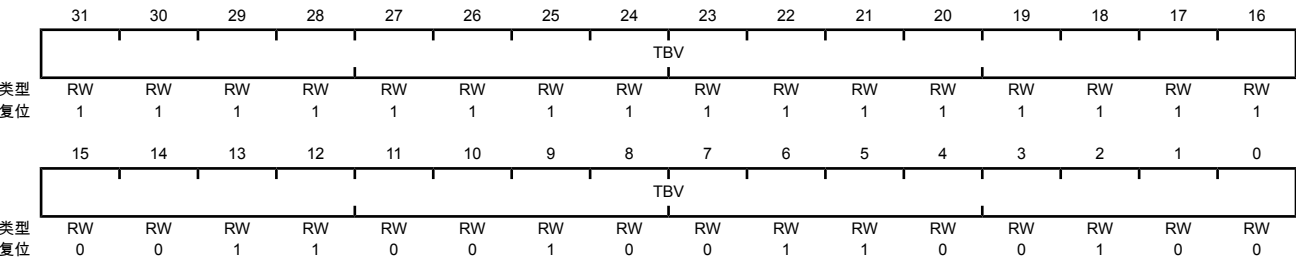 31 30 29 28 27 26 25 24 23 22 21 20 19 18 17 16
TBV
类型 RW RW RW RW RW RW RW RW RW RW RW RW RW RW RW RW
复位 1 1 1 1 1 1 1 1 1 1 1 1 1 1 1 1
15 14 13 12 11 10 9 8 7 6 5 4 3 2 1 0
TBV
类型 RW RW RW RW RW RW RW RW RW RW RW RW RW RW RW RW
复位 0 0 1 1 0 0 1 0 0 1 1 0 0 1 0 0